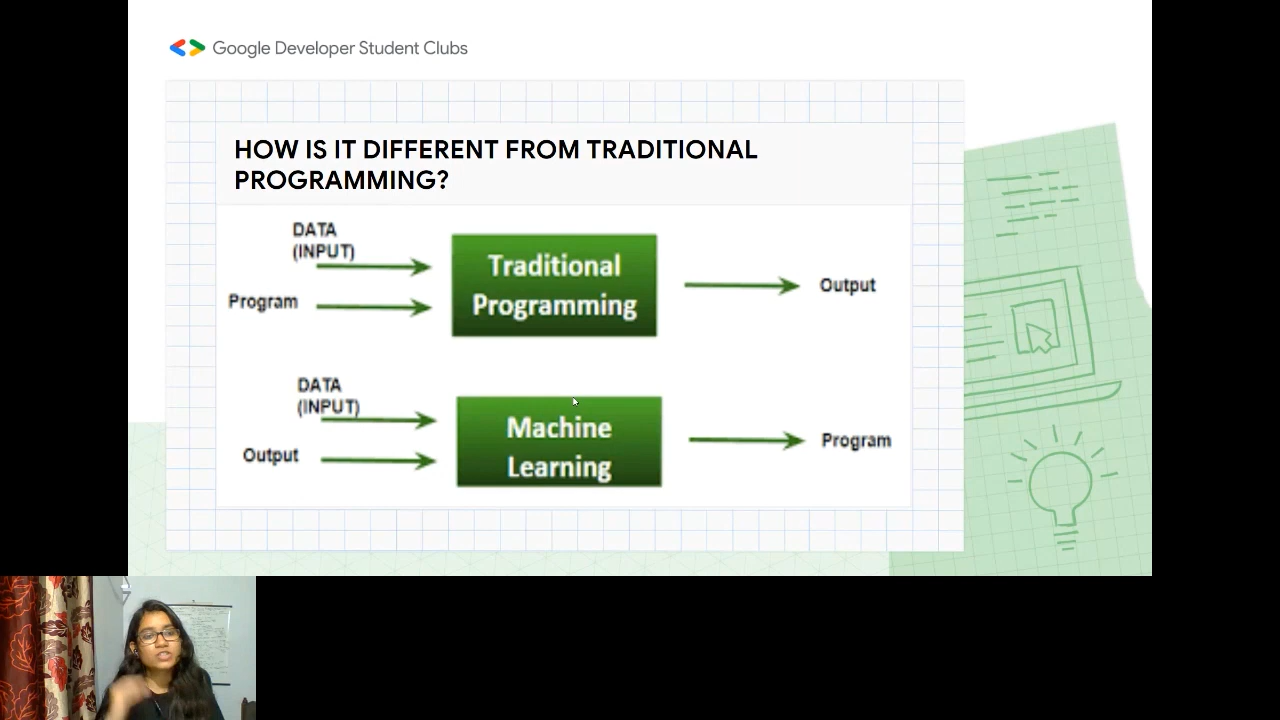 Google Developer Student Clubs
HOW IS IT DIFFERENT FROM TRADITIONAL
PROGRAMMING?
DATA
(INPUT)
Program
Traditional
Programming
Output
DATA
(INPUT)
Output
Machine
Learning
Program